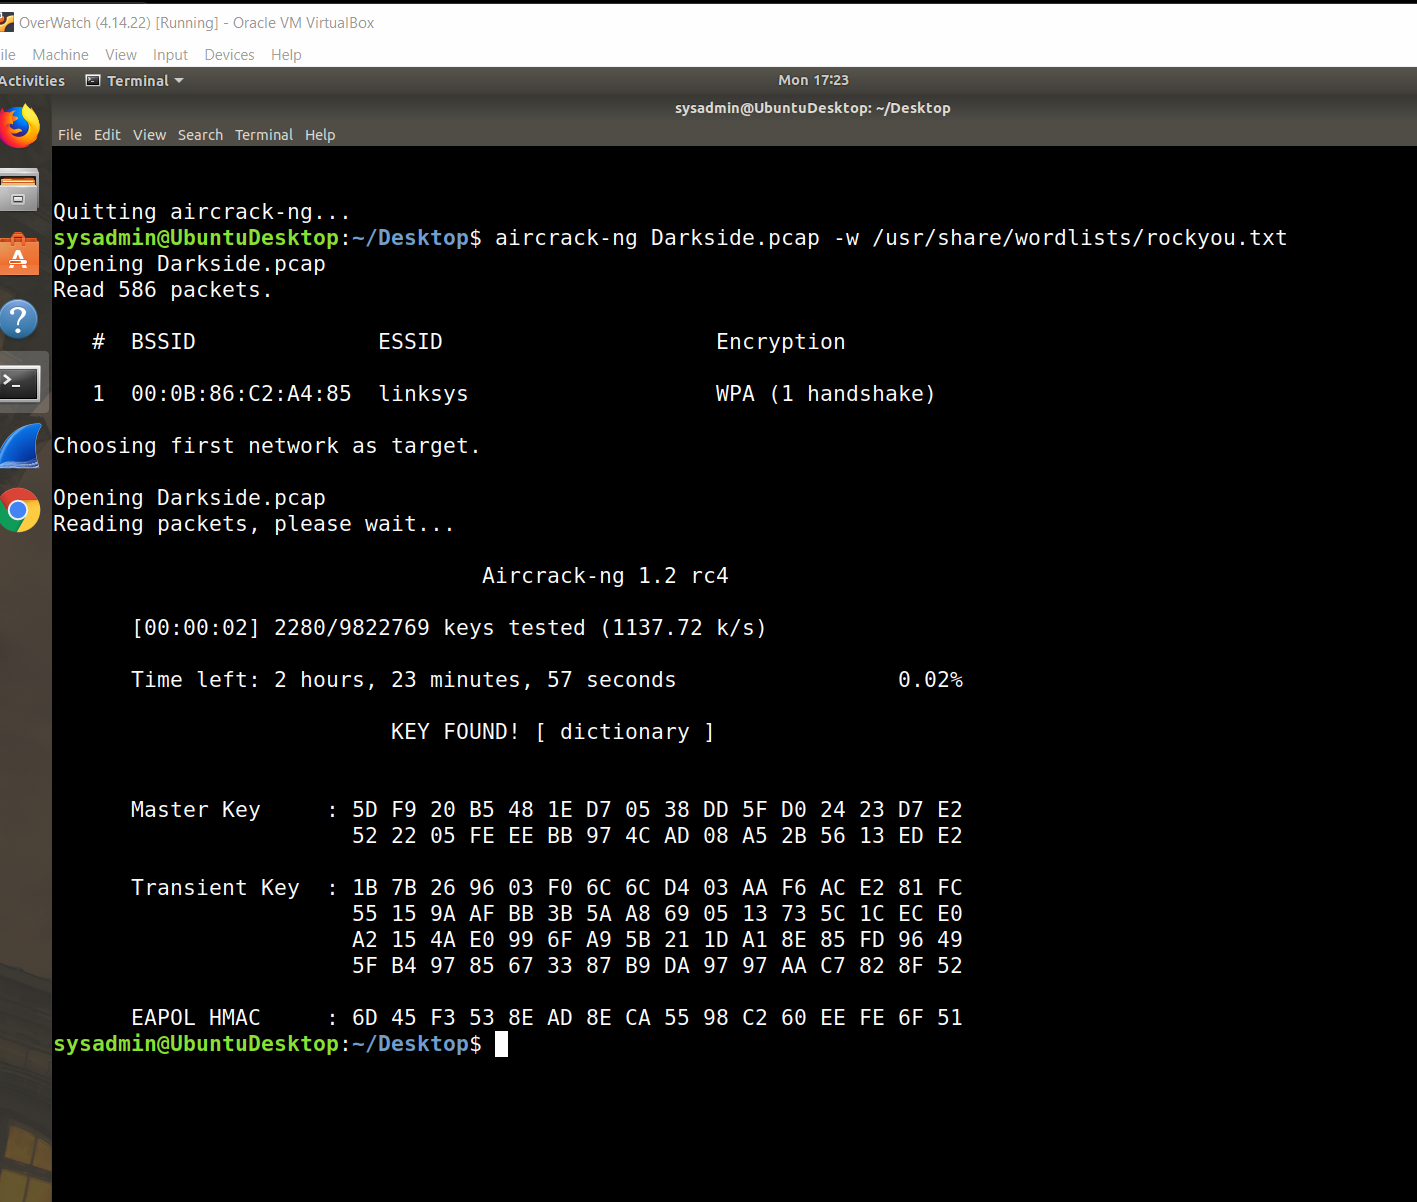 OverWatch (4.14.22) [Running] - Oracle VM VirtualBox
ile Machine View Input Devices Help
Activities Terminal Mon 17:23
sysadmin@UbuntuDesktop: ~/Desktop
File Edit View Search Terminal Help
Quitting aircrack-ng...
sysadmin@UbuntuDesktop:~/Desktop$ aircrack-ng Darkside.pcap -w /usr/share/wordlists/rockyou.txt
Opening Darkside.pcap
Read 586 packets.
# BSSID ESSID Encryption
1 00:0B:86:C2:A4:85 linksys WPA (1 handshake)
Choosing first network as target.
Opening Darkside.pcap
Reading packets, please wait...
Aircrack-ng 1.2 rc4
[00:00:02] 2280/9822769 keys tested (1137.72 k/s)
Time left: 2 hours, 23 minutes, 57 seconds 0.02%
KEY FOUND! [ dictionary ]
Master Key : 5D F9 20 B5 48 1E D7 05 38 DD 5F D0 24 23 D7 E2
52 22 05 FE EE BB 97 4C AD 08 A5 2B 56 13 ED E2
Transient Key : 1B 7B 26 96 03 F0 6C 6C D4 03 AA F6 AC E2 81 FC
55 15 9A AF BB 3B 5A A8 69 05 13 73 5C 1C EC E0
A2 15 4A E0 99 6F A9 5B 21 1D A1 8E 85 FD 96 49
5F B4 97 85 67 33 87 B9 DA 97 97 AA C7 82 8F 52
EAPOL HMAC : 6D 45 F3 53 8E AD 8E CA 55 98 C2 60 EE FE 6F 51
sysadmin@UbuntuDesktop:~/Desktop$